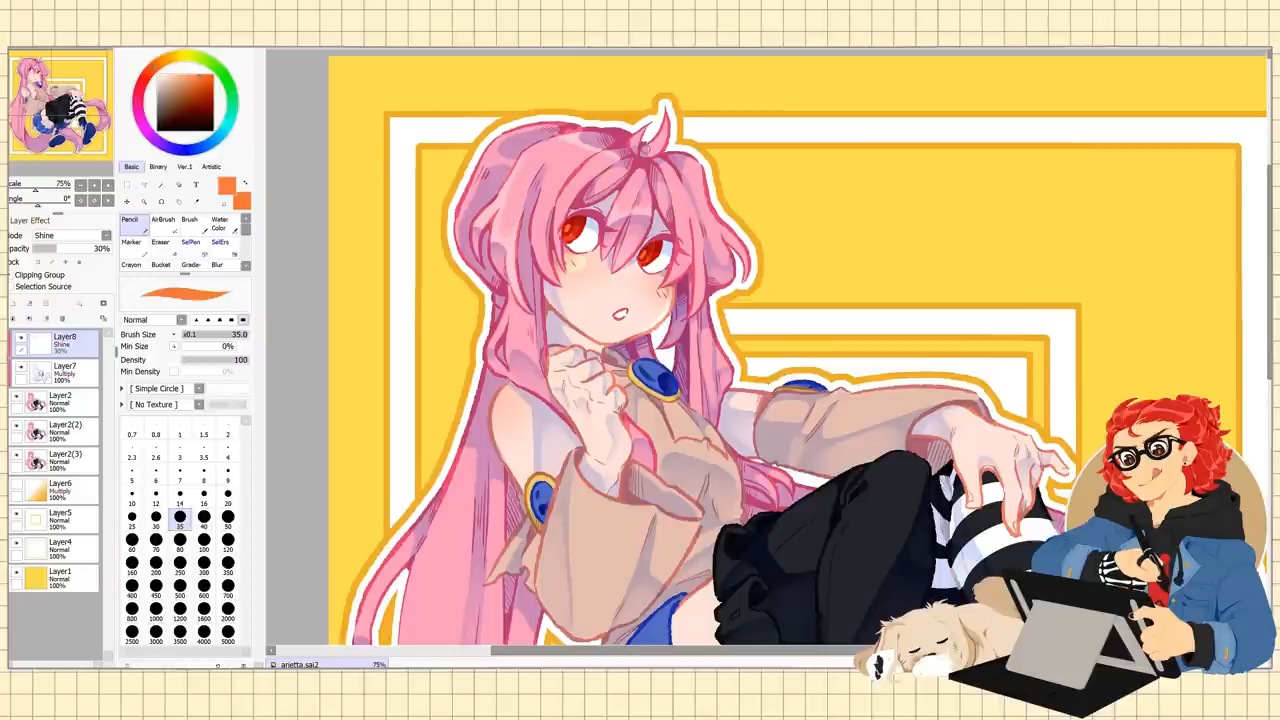 cale 75%
ngle 0°
Layer Effect
ode Shine
pacity 30%
ock
Clipping Group
Selection Source
Layer8
Shine
30%
Layer7
Multiply
100%
Layer2
Normal
100%
Layer2(2)
Normal
100%
Layer2(3)
Normal
100%
Layer6
Multiply
100%
Layer5
Normal
100%
Layer4
Normal
100%
Layer1
Normal
100%
Basic Binary Ver.1 Artistic
T
Pencil AirBrush Brush Water Color
Marker Eraser SelPen SelErs
Crayon Bucket Grada- Blur
Normal
Brush Size x0.1 35.0
Min Size 0%
Density 100
Min Density 0%
[ Simple Circle ]
[ No Texture ]
0.7 0.8 1 1.5 2
2.3 2.6 3 3.5 4
5 6 7 8 9
10 12 14 16 20
25 30 35 40 50
60 70 80 100 120
160 200 250 300 350
400 450 500 600 700
800 1000 1200 1600 2000
2500 3000 3500 4000 5000
arietta.sai2 75%